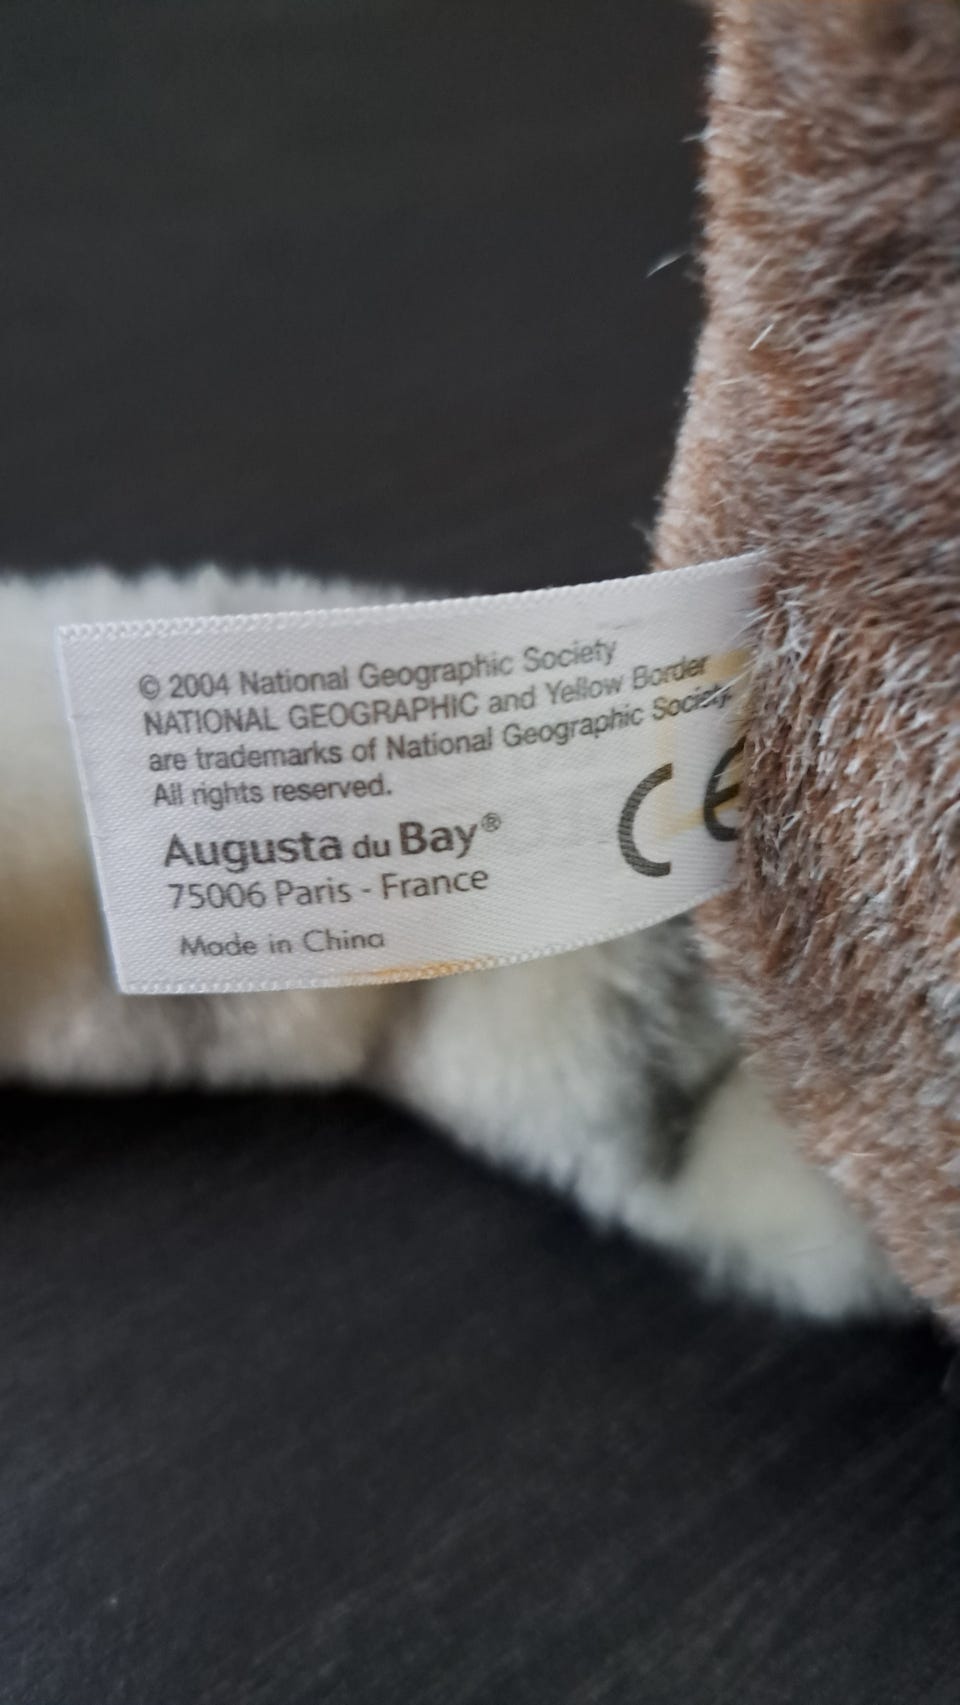 © 2004 National Geographic Society
NATIONAL GEOGRAPHIC and Yellow Border
are trademarks of National Geographic Society.
All rights reserved.
Augusta du Bay®
75006 Paris - France
CE
Made in China